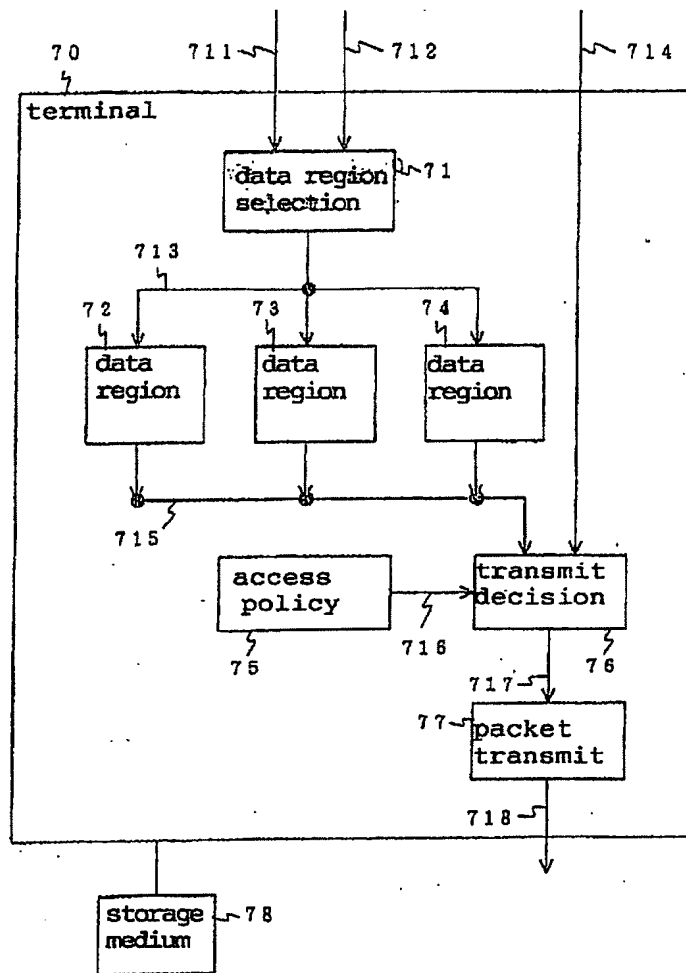 70
711
712
714
terminal
data region
selection
71
713
72
73
74
data
region
data
region
data
region
715
access
policy
transmit
decision
75
716
76
717
77
packet
transmit
718
storage
medium
78